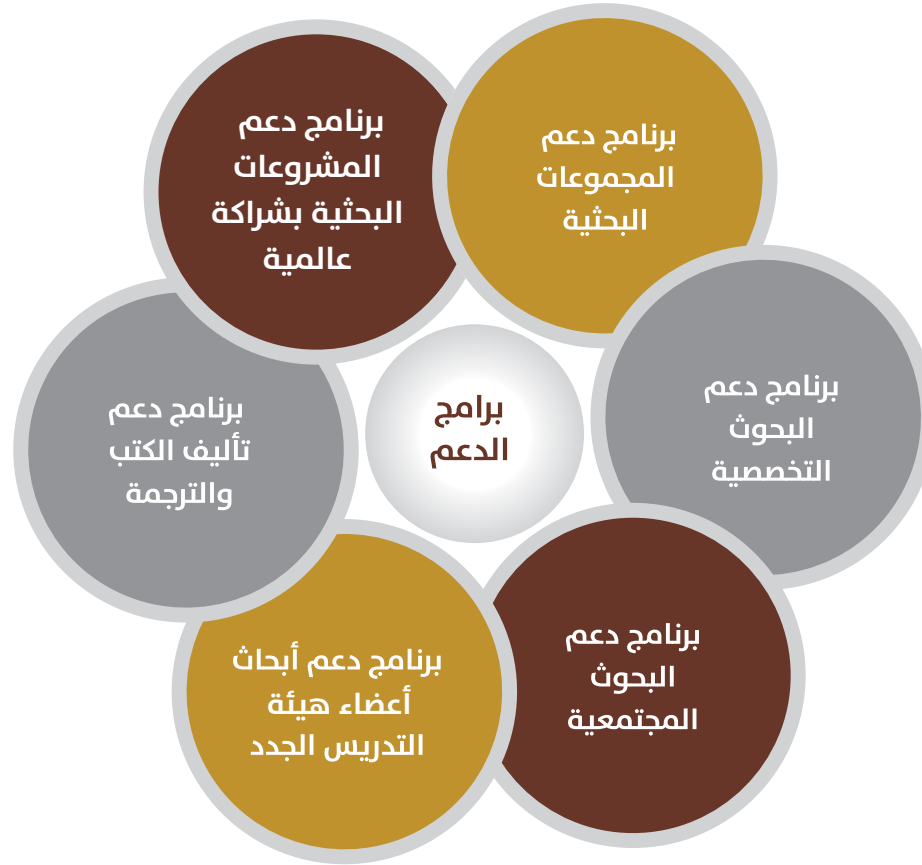 برنامج دعم
المجموعات
البحثية
برنامج دعم
البحوث
التخصصية
برنامج دعم
البحوث
المجتمعية
برنامج دعم أبحاث
أعضاء هيئة
التدريس الجدد
برنامج دعم
تأليف الكتب
والترجمة
برنامج دعم
المشروعات
البحثية بشراكة
عالمية
برامج
الدعم